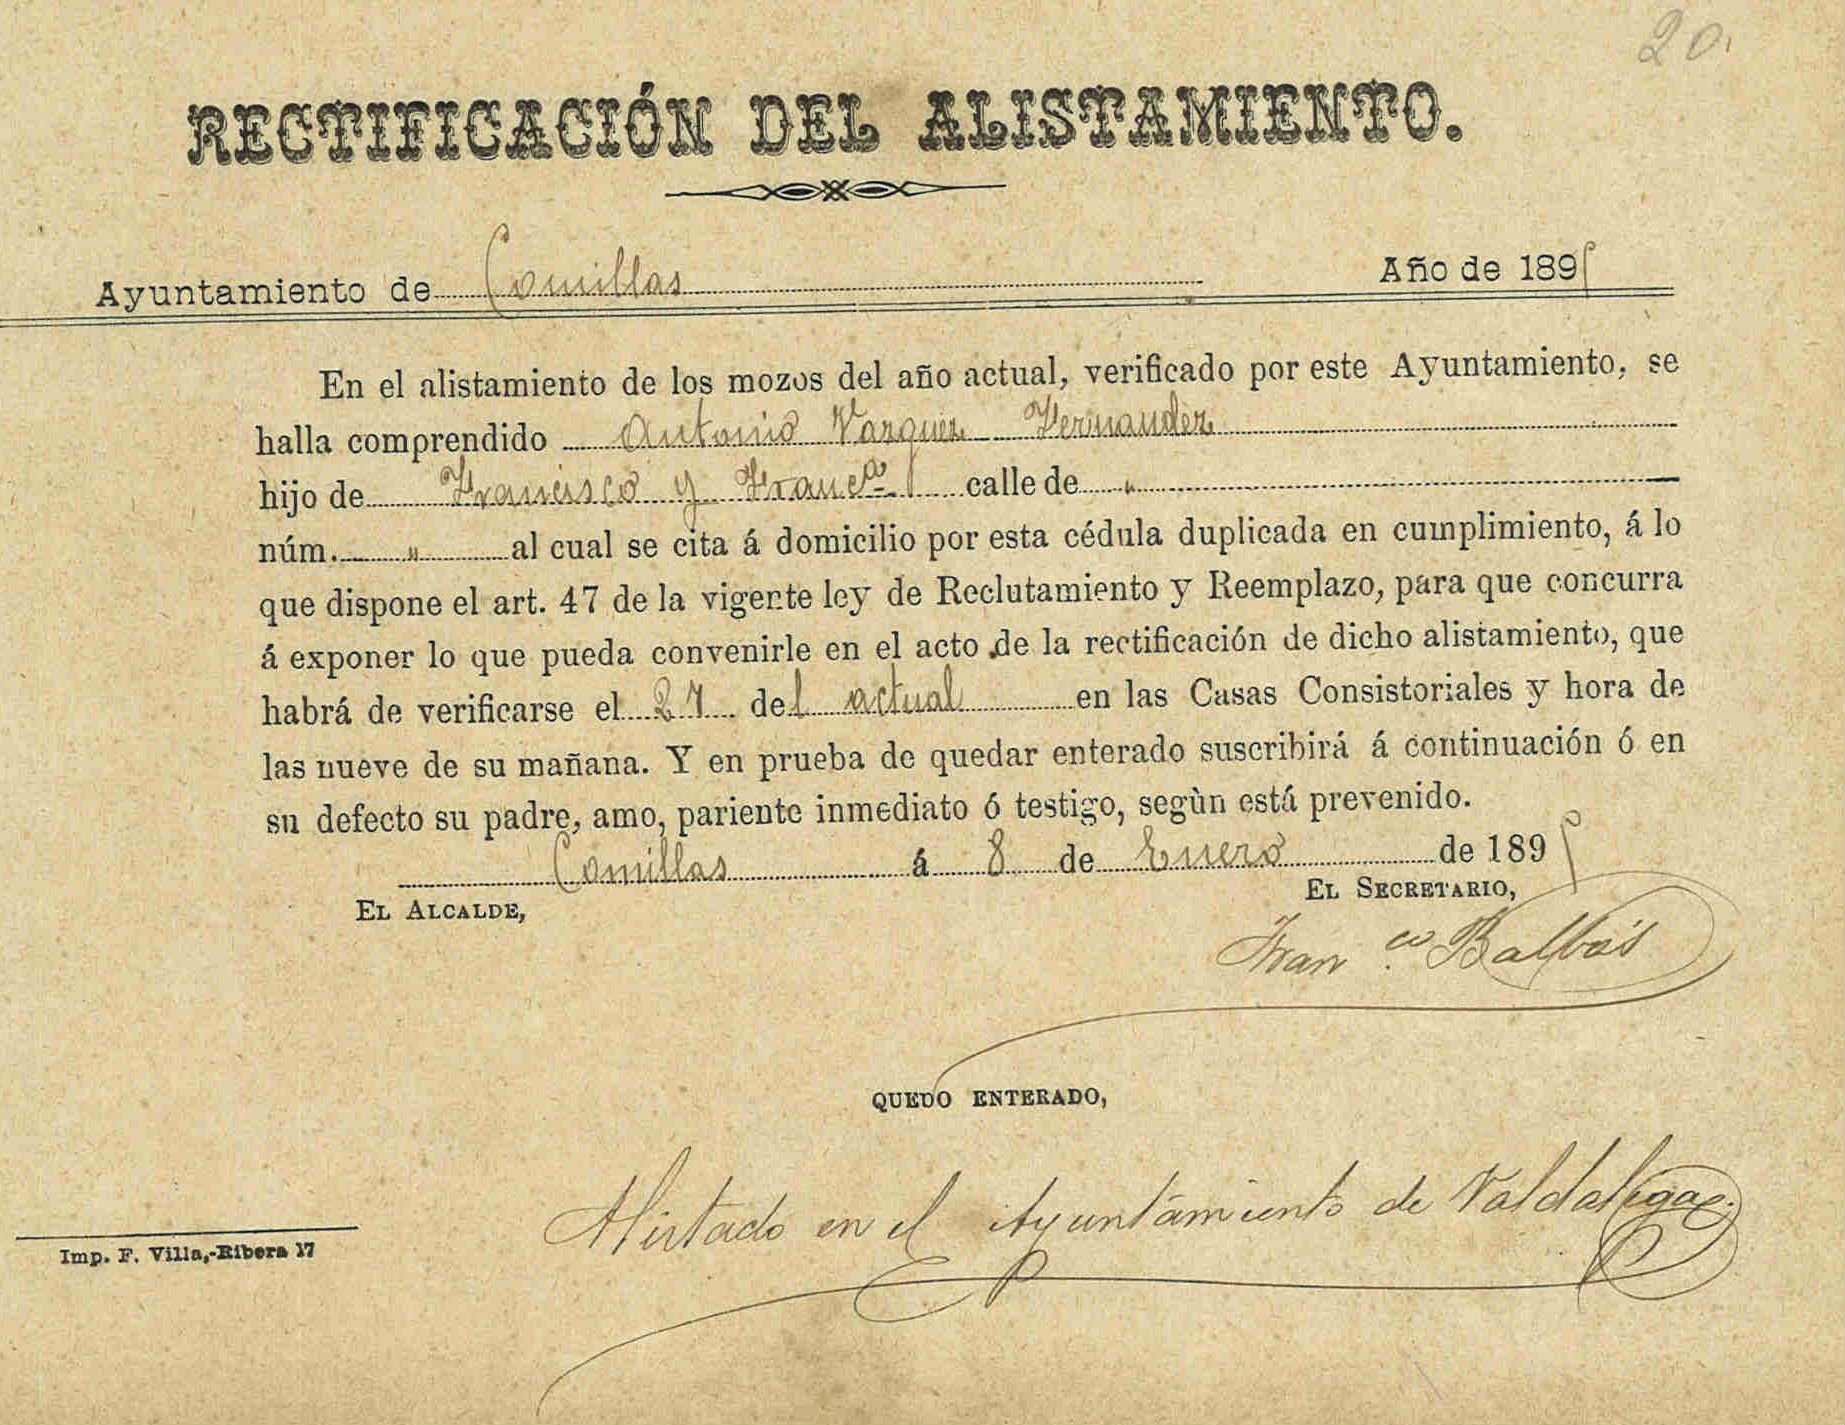 20
RECTIFICACIÓN DEL ALISTAMIENTO.
Ayuntamiento de Comillas Año de 1895
En el alistamiento de los mozos del año actual, verificado por este Ayuntamiento, se
halla comprendido Antonio Vazquez Hernandez
hijo de Francisco y Franc.ª calle de "
núm. " al cual se cita á domicilio por esta cédula duplicada en cumplimiento, á lo
que dispone el art. 47 de la vigente ley de Reclutamiento y Reemplazo, para que concurra
á exponer lo que pueda convenirle en el acto de la rectificación de dicho alistamiento, que
habrá de verificarse el 27 del actual en las Casas Consistoriales y hora de
las nueve de su mañana. Y en prueba de quedar enterado suscribirá á continuación ó en
su defecto su padre, amo, pariente inmediato ó testigo, segùn está prevenido.
Comillas á 8 de Enero de 1895
EL ALCALDE, EL SECRETARIO,
Fran.co Balbás
QUEDO ENTERADO,
Alistado en el Ayuntamiento de Valdaliga
Imp. F. Villa,-Ribera 17